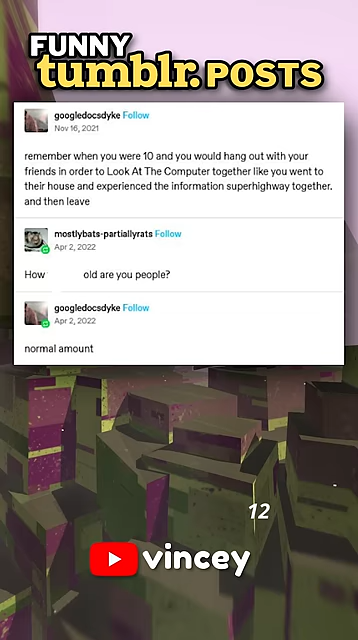 FUNNY
tumblr. POSTS
googledocsdyke Follow
Nov 16, 2021
remember when you were 10 and you would hang out with your
friends in order to Look At The Computer together like you went to
their house and experienced the information superhighway together.
and then leave
mostlybats-partiallyrats Follow
Apr 2, 2022
How old are you people?
googledocsdyke Follow
Apr 2, 2022
normal amount
12
vincey